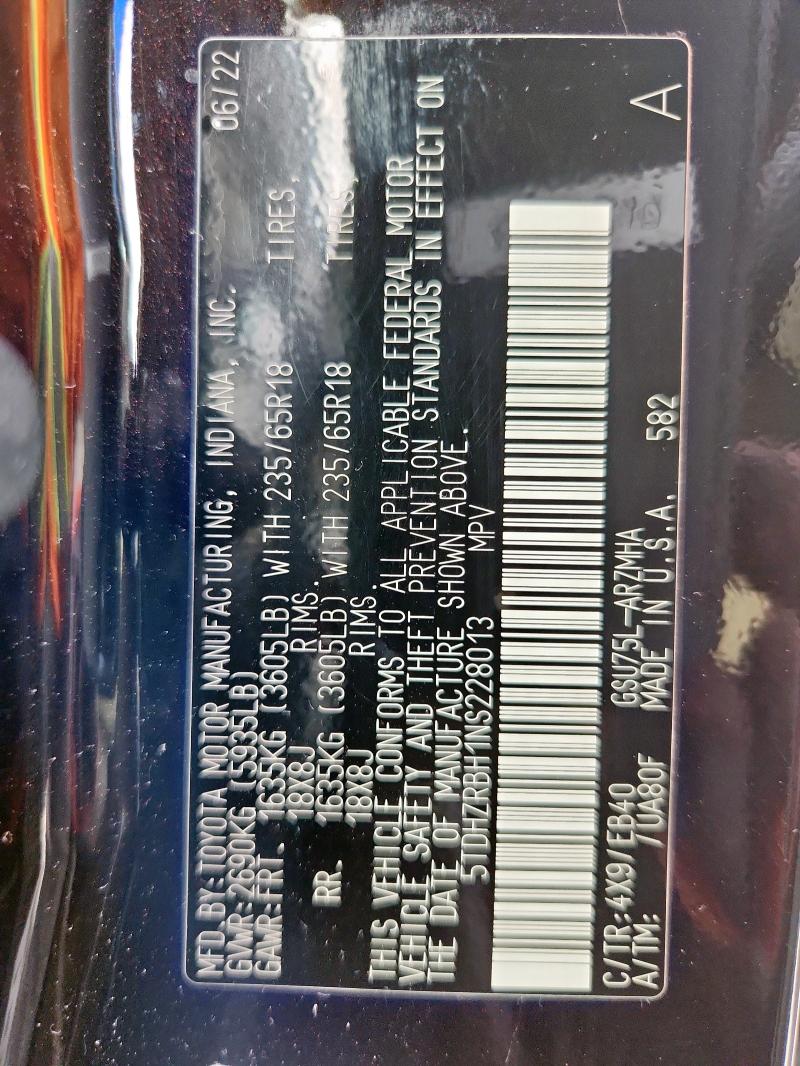 MFD.BY:TOYOTA MOTOR MANUFACTURING, INDIANA, INC. 06/22
GVWR:2690KG (5935LB)
GAWR:FRT. 1635KG (3605LB) WITH 235/65R18 TIRES,
18X8J RIMS.
RR. 1635KG (3605LB) WITH 235/65R18 TIRES,
18X8J RIMS.
THIS VEHICLE CONFORMS TO ALL APPLICABLE FEDERAL MOTOR
VEHICLE SAFETY AND THEFT PREVENTION STANDARDS IN EFFECT ON
THE DATE OF MANUFACTURE SHOWN ABOVE.
5TDHZRBH1NS228013 MPV
C/TR:4X9/EB40 GSU75L-ARZMHA
A/TM: /UA80F MADE IN U.S.A. 582 A